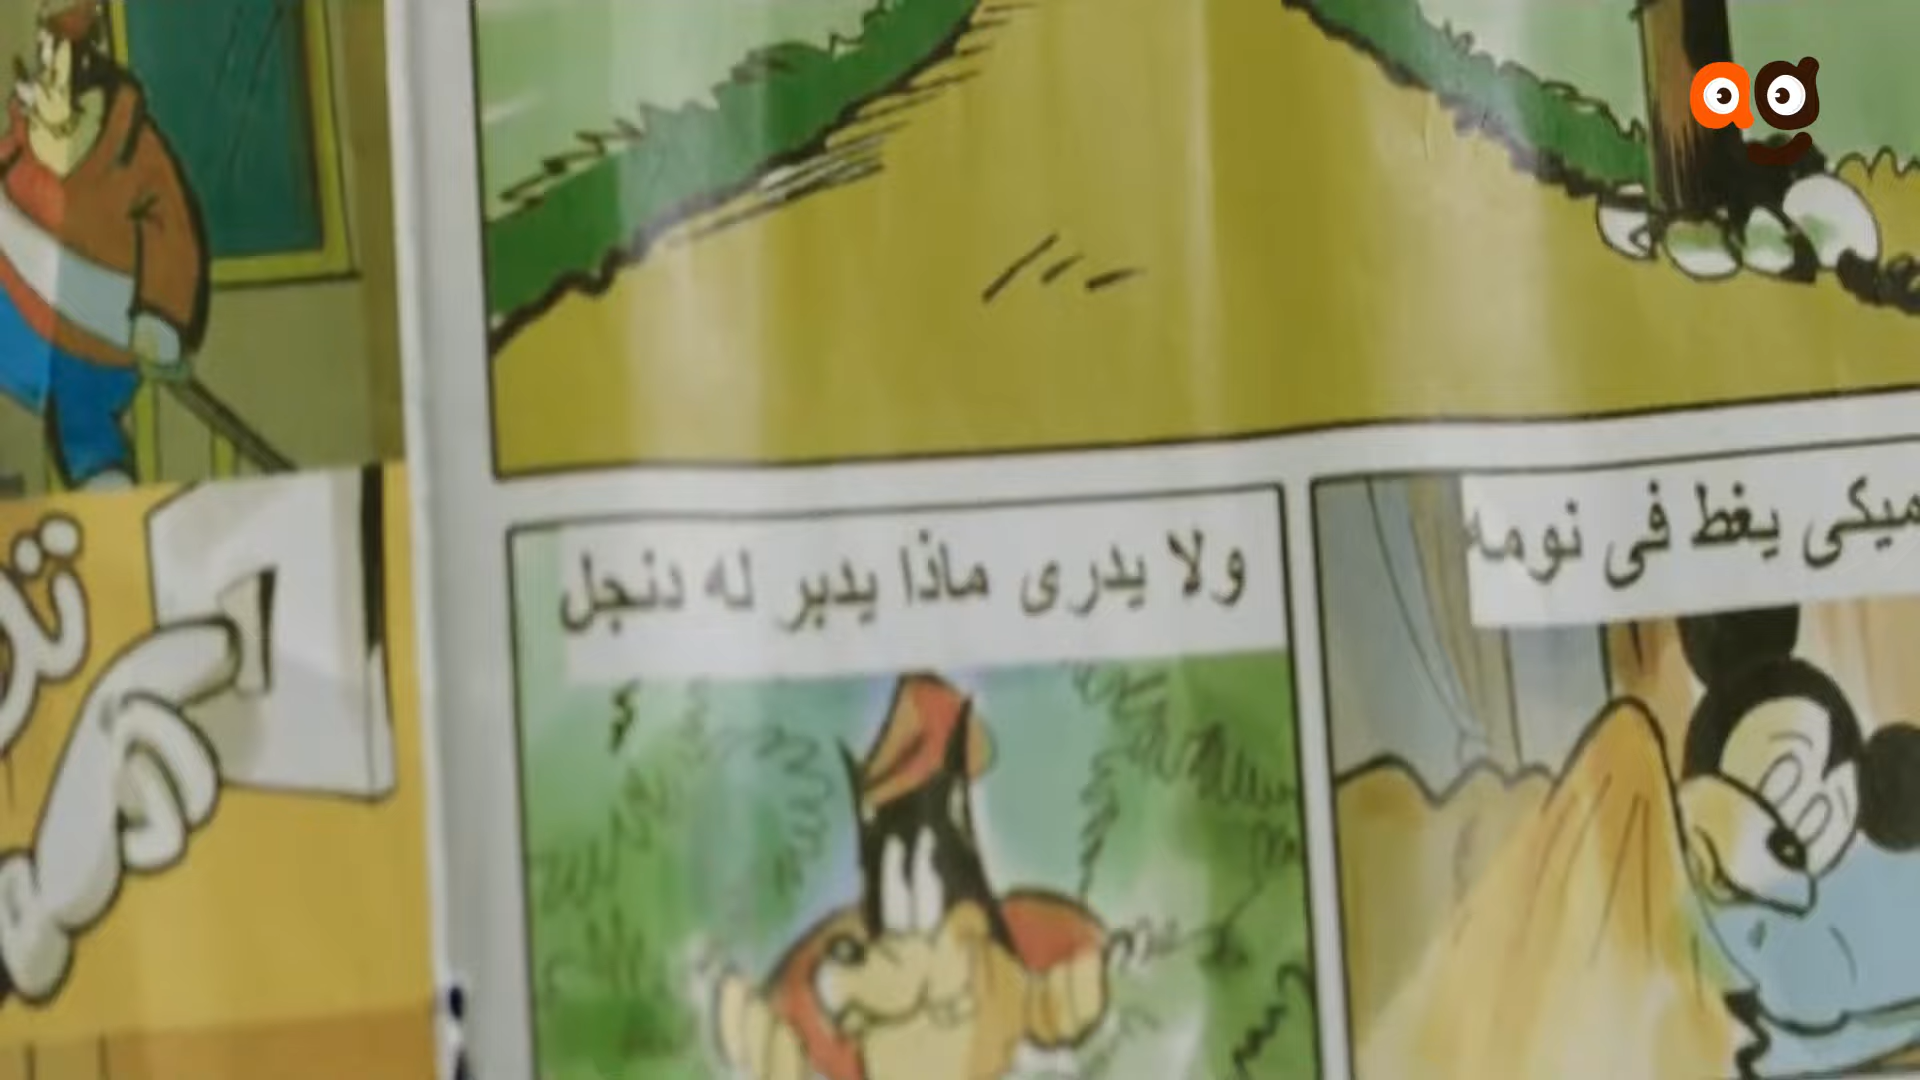 ميكى يغط فى نومه
ولا يدرى ماذا يدبر له دنجل